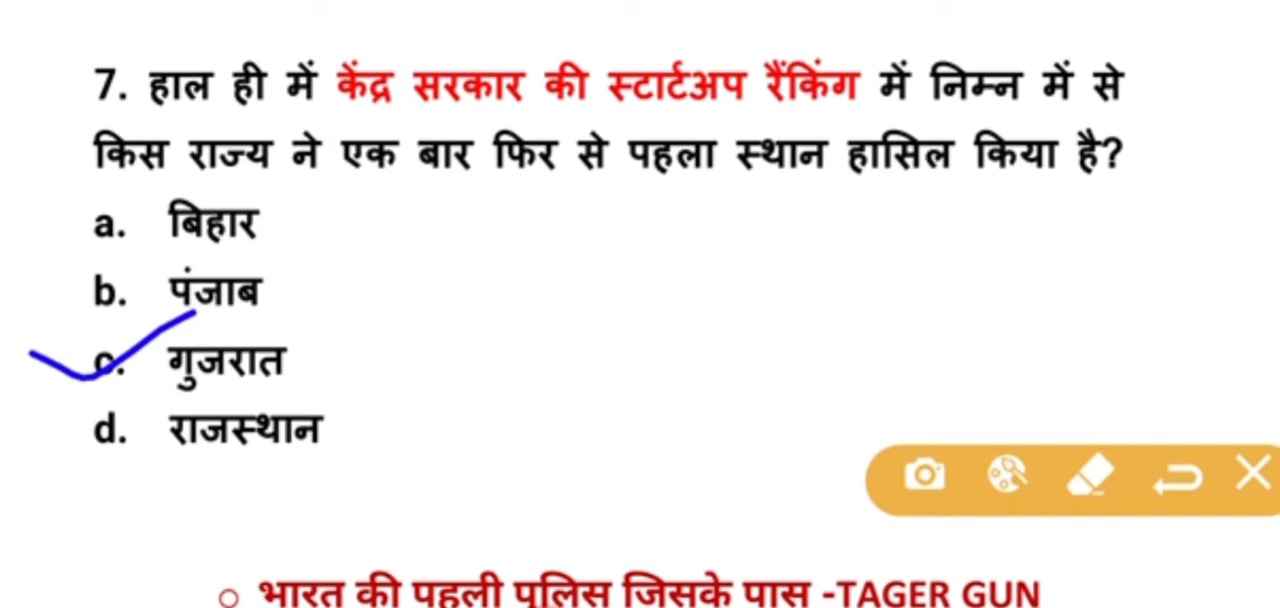 7. हाल ही में केंद्र सरकार की स्टार्टअप रैंकिंग में निम्न में से
किस राज्य ने एक बार फिर से पहला स्थान हासिल किया है?
a. बिहार
b. पंजाब
c. गुजरात
d. राजस्थान
○ भारत की पहली पुलिस जिसके पास -TAGER GUN